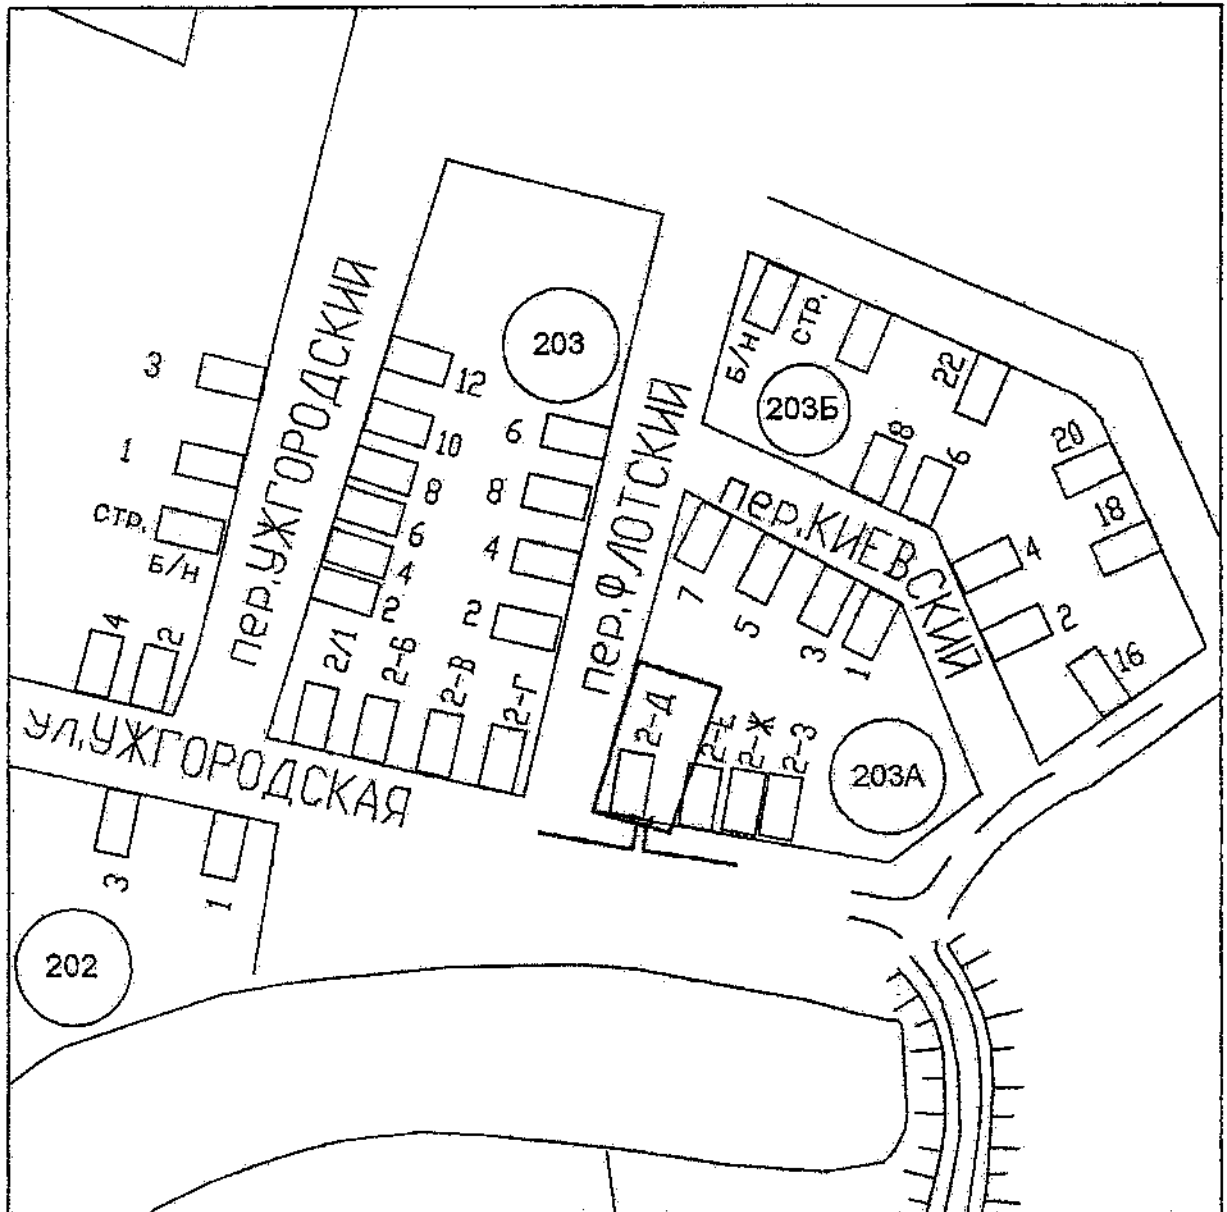 203
203Б
203А
202
пер.УЖГОРОДСКИЙ
пер.ФЛОТСКИЙ
пер.КИЕВСКИЙ
ул.УЖГОРОДСКАЯ
3
1
стр.
Б/Н
4
2
12
10
8
6
4
2
2/1
2-Б
2-В
2-Г
6
8
4
2
Б/Н
стр.
22
20
18
16
8
6
4
2
7
5
3
1
2-Д
2-Е
2-Ж
2-З
3
1